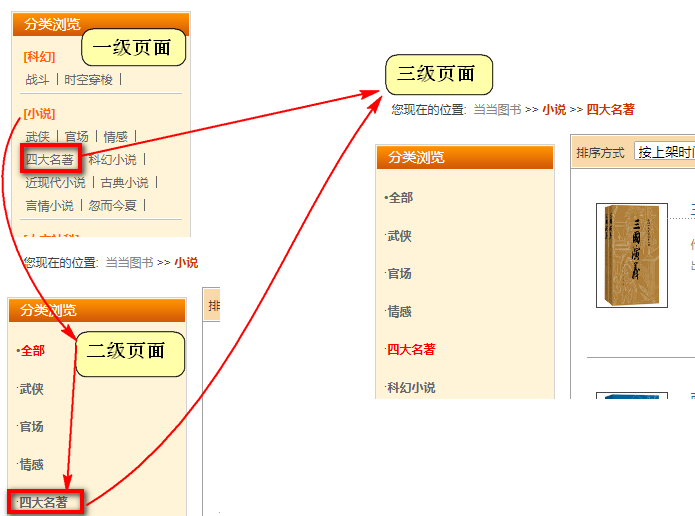 分类浏览
一级页面
[科幻]
战斗 | 时空穿梭 |
[小说]
武侠 | 官场 | 情感 |
四大名著 | 科幻小说 |
近现代小说 | 古典小说 |
言情小说 | 忽而今夏 |
您现在的位置: 当当图书 >> 小说
分类浏览
排
二级页面
•全部
·武侠
·官场
·情感
·四大名著
三级页面
您现在的位置: 当当图书 >> 小说 >> 四大名著
分类浏览
排序方式 按上架时间
•全部
·武侠
·官场
·情感
·四大名著
·科幻小说
三國演義